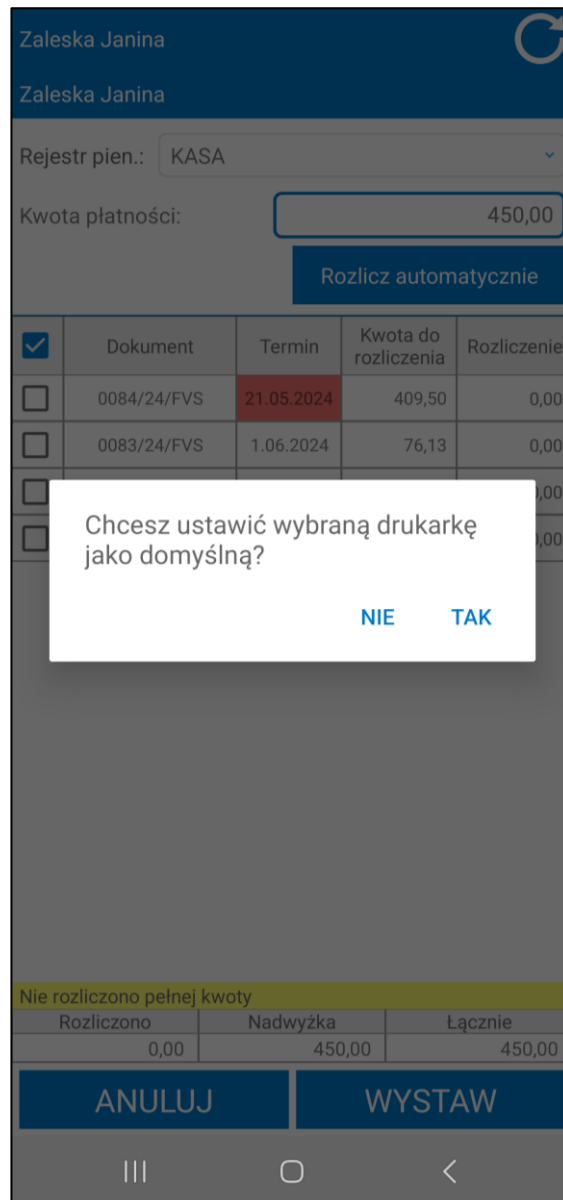 Zaleska Janina
Zaleska Janina
Rejestr pien.: KASA
Kwota płatności: 450,00
Rozlicz automatycznie
Dokument Termin Kwota do rozliczenia Rozliczenie
0084/24/FVS 21.05.2024 409,50 0,00
0083/24/FVS 1.06.2024 76,13 0,00
,00
,00
Chcesz ustawić wybraną drukarkę
jako domyślną?
NIE TAK
Nie rozliczono pełnej kwoty
Rozliczono Nadwyżka Łącznie
0,00 450,00 450,00
ANULUJ WYSTAW